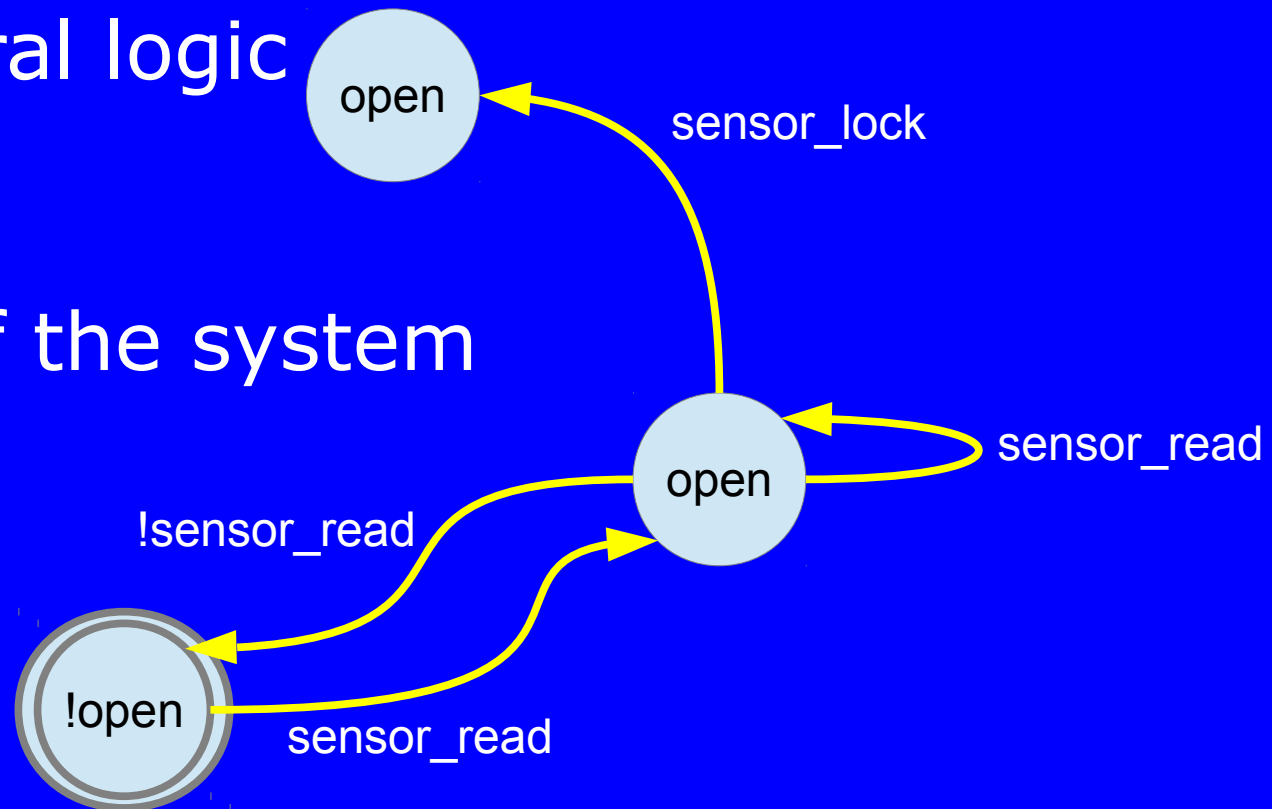 ral logic
open
sensor_lock
f the system
sensor_read
open
!sensor_read
!open
sensor_read